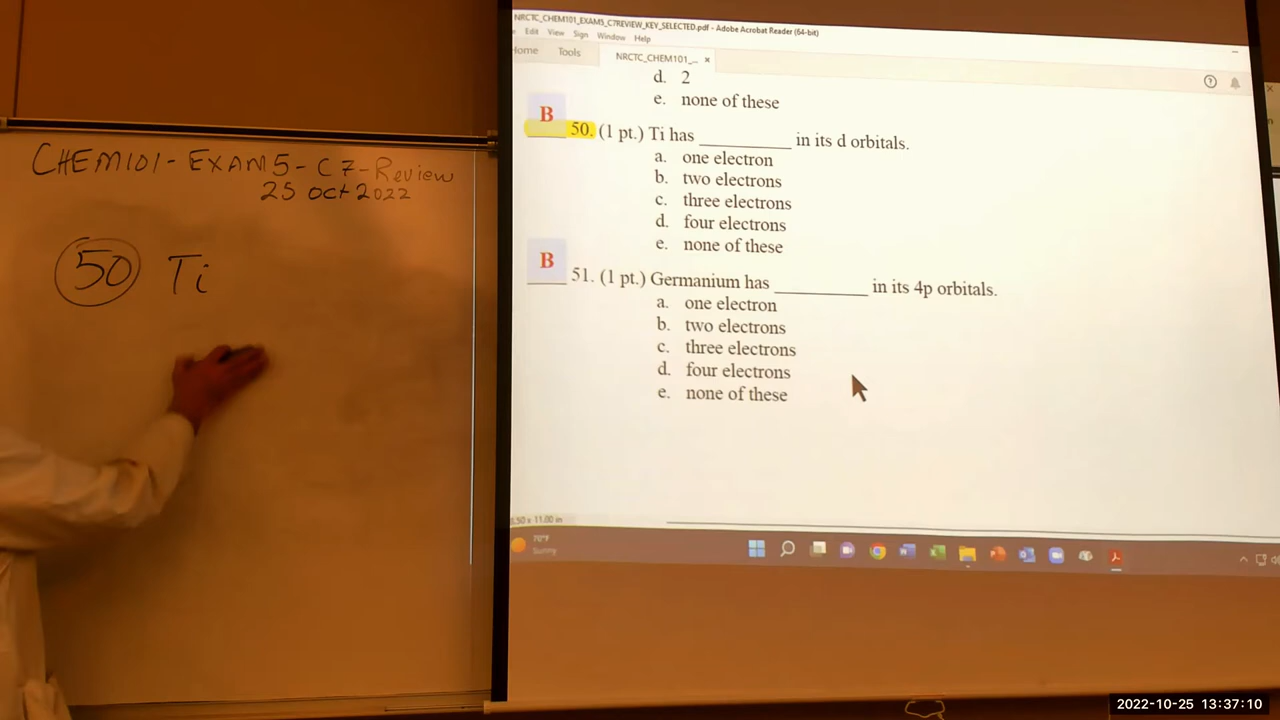 CHEM101-EXAM5-C7-Review
25 Oct 2022
50 Ti
NRCTC_CHEM101_EXAM5_C7REVIEW_KEY_SELECTED.pdf - Adobe Acrobat Reader (64-bit)
Edit View Sign Window Help
Home Tools NRCTC_CHEM101_... ×
d. 2
e. none of these
B
50. (1 pt.) Ti has __________ in its d orbitals.
a. one electron
b. two electrons
c. three electrons
d. four electrons
e. none of these
B
51. (1 pt.) Germanium has __________ in its 4p orbitals.
a. one electron
b. two electrons
c. three electrons
d. four electrons
e. none of these
8.50 x 11.00 in
70°F
Sunny
2022-10-25 13:37:10